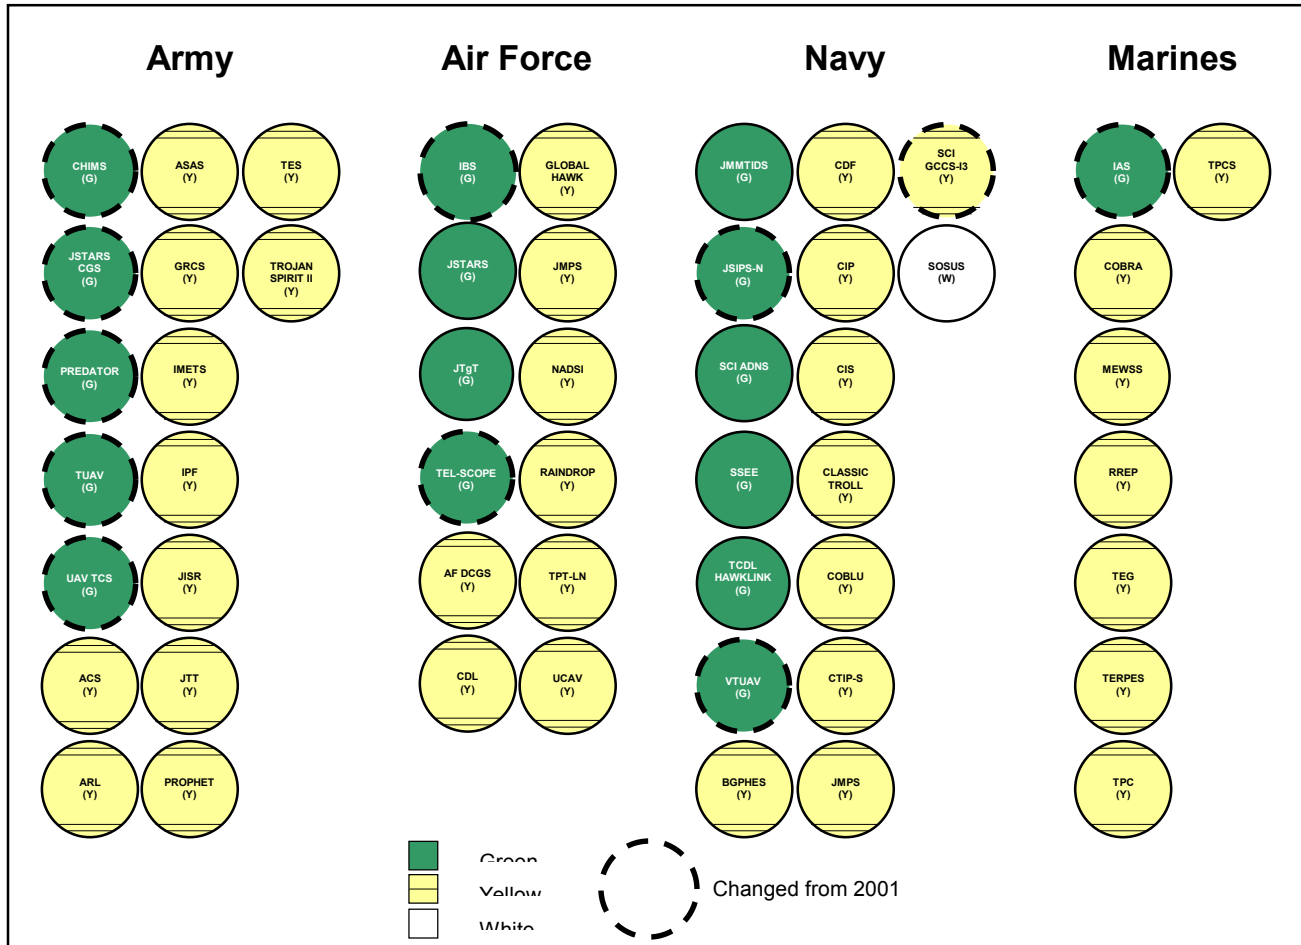 Army
Air Force
Navy
Marines
CHIMS
(G)
ASAS
(Y)
TES
(Y)
JSTARS
CGS
(G)
GRCS
(Y)
TROJAN
SPIRIT II
(Y)
PREDATOR
(G)
IMETS
(Y)
TUAV
(G)
IPF
(Y)
UAV TCS
(G)
JISR
(Y)
ACS
(Y)
JTT
(Y)
ARL
(Y)
PROPHET
(Y)
IBS
(G)
GLOBAL
HAWK
(Y)
JSTARS
(G)
JMPS
(Y)
JTgT
(G)
NADSI
(Y)
TEL-SCOPE
(G)
RAINDROP
(Y)
AF DCGS
(Y)
TPT-LN
(Y)
CDL
(Y)
UCAV
(Y)
JMMTIDS
(G)
CDF
(Y)
SCI
GCCS-I3
(Y)
JSIPS-N
(G)
CIP
(Y)
SOSUS
(W)
SCI ADNS
(G)
CIS
(Y)
SSEE
(G)
CLASSIC
TROLL
(Y)
TCDL
HAWKLINK
(G)
COBLU
(Y)
VTUAV
(G)
CTIP-S
(Y)
BGPHES
(Y)
JMPS
(Y)
IAS
(G)
TPCS
(Y)
COBRA
(Y)
MEWSS
(Y)
RREP
(Y)
TEG
(Y)
TERPES
(Y)
TPC
(Y)
Green
Yellow
White
Changed from 2001